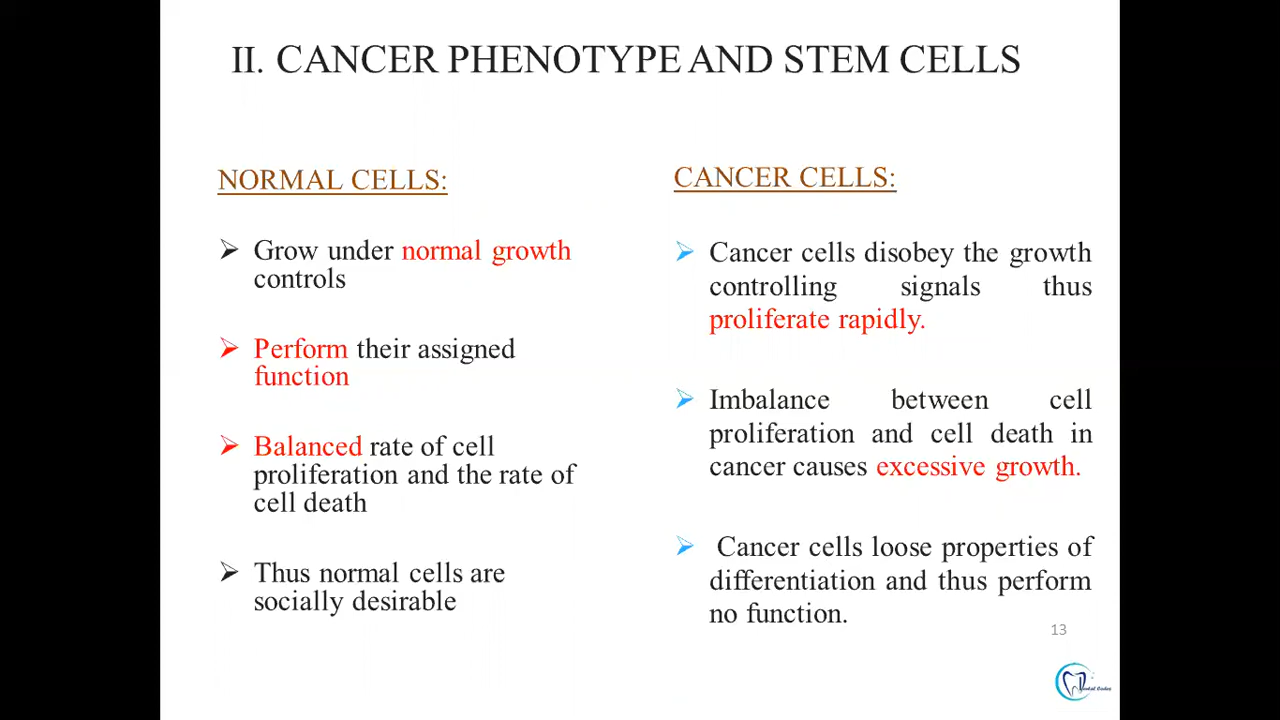 II. CANCER PHENOTYPE AND STEM CELLS
NORMAL CELLS:
Grow under normal growth
controls
Perform their assigned
function
Balanced rate of cell
proliferation and the rate of
cell death
Thus normal cells are
socially desirable
CANCER CELLS:
Cancer cells disobey the growth
controlling signals thus
proliferate rapidly.
Imbalance between cell
proliferation and cell death in
cancer causes excessive growth.
Cancer cells loose properties of
differentiation and thus perform
no function.
13